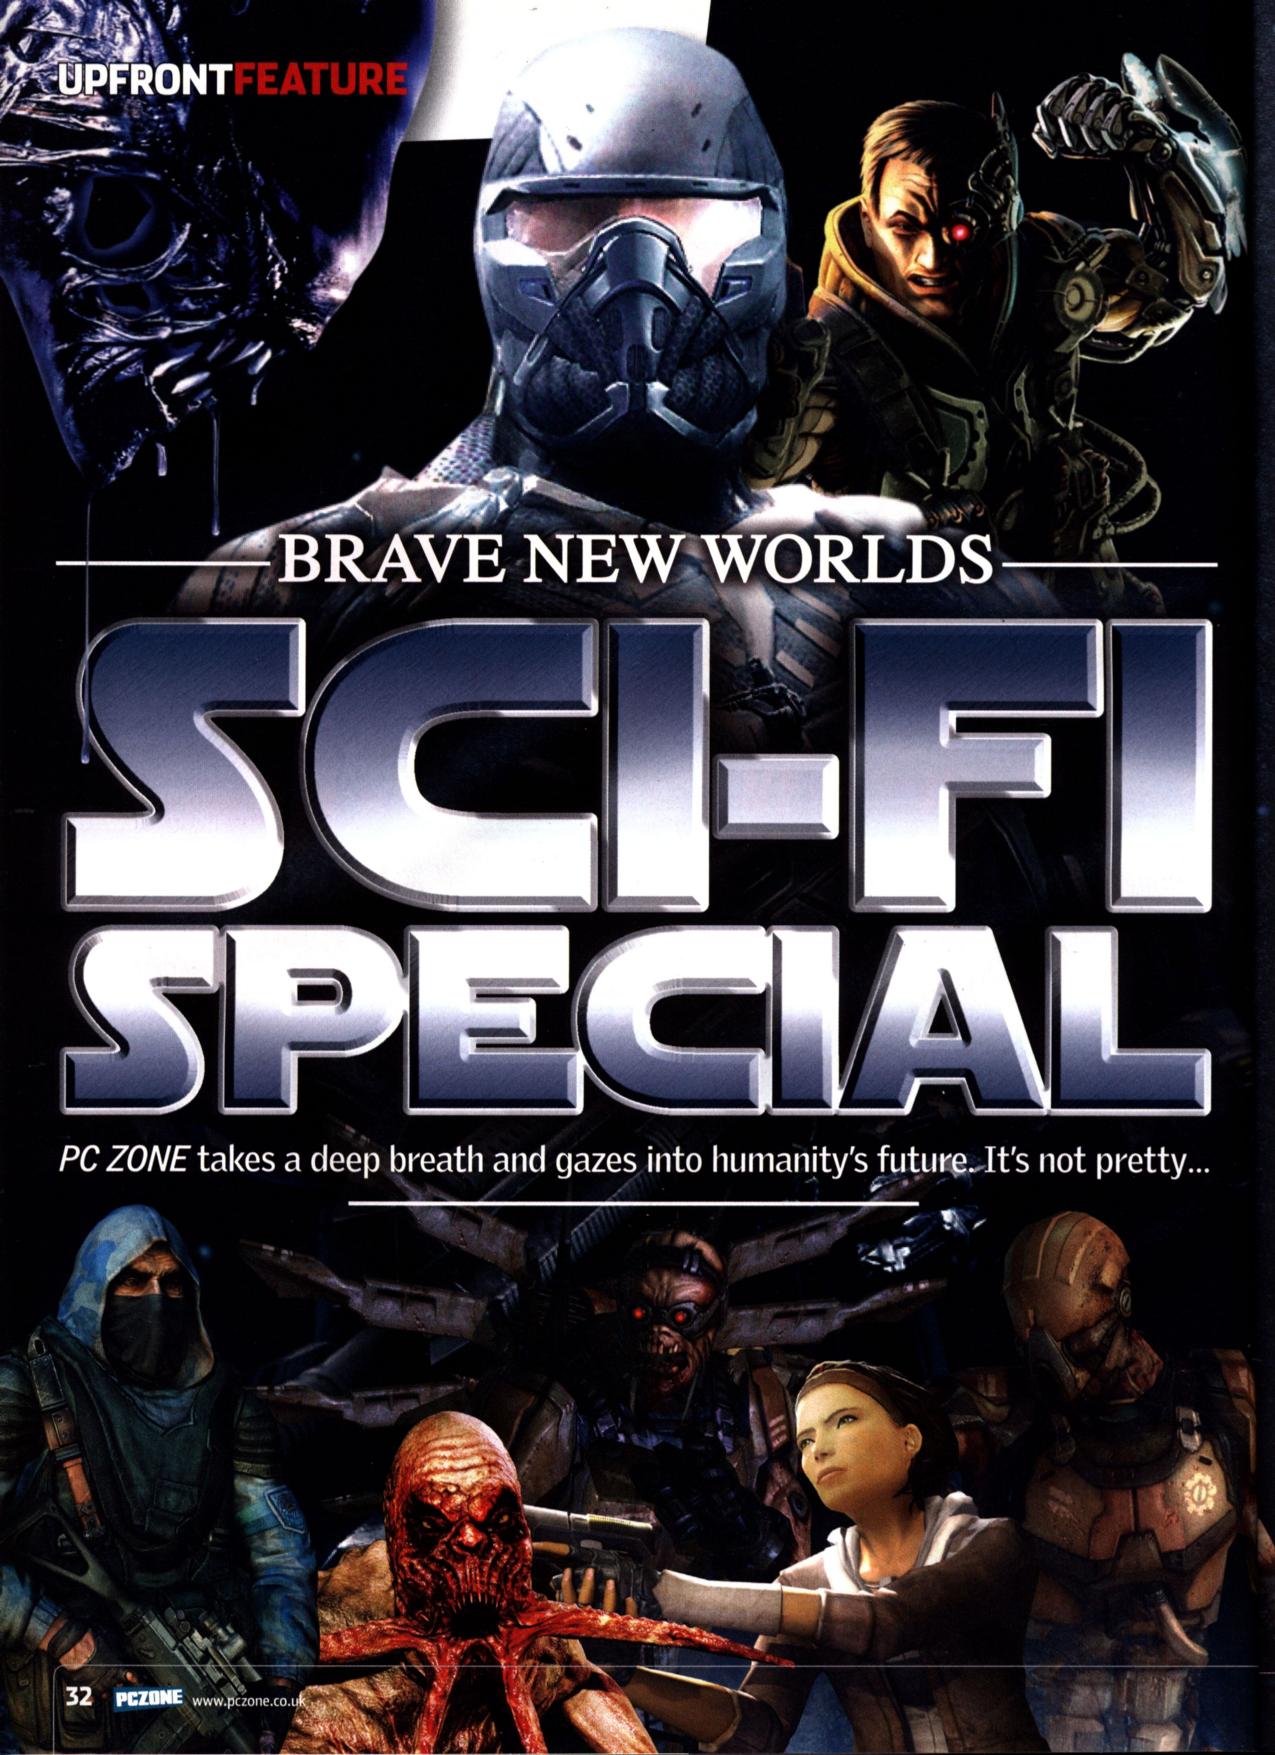 UPFRONTFEATURE
BRAVE NEW WORLDS
SCI-FI
SPECIAL
PC ZONE takes a deep breath and gazes into humanity's future. It's not pretty...
32 PCZONE www.pczone.co.uk